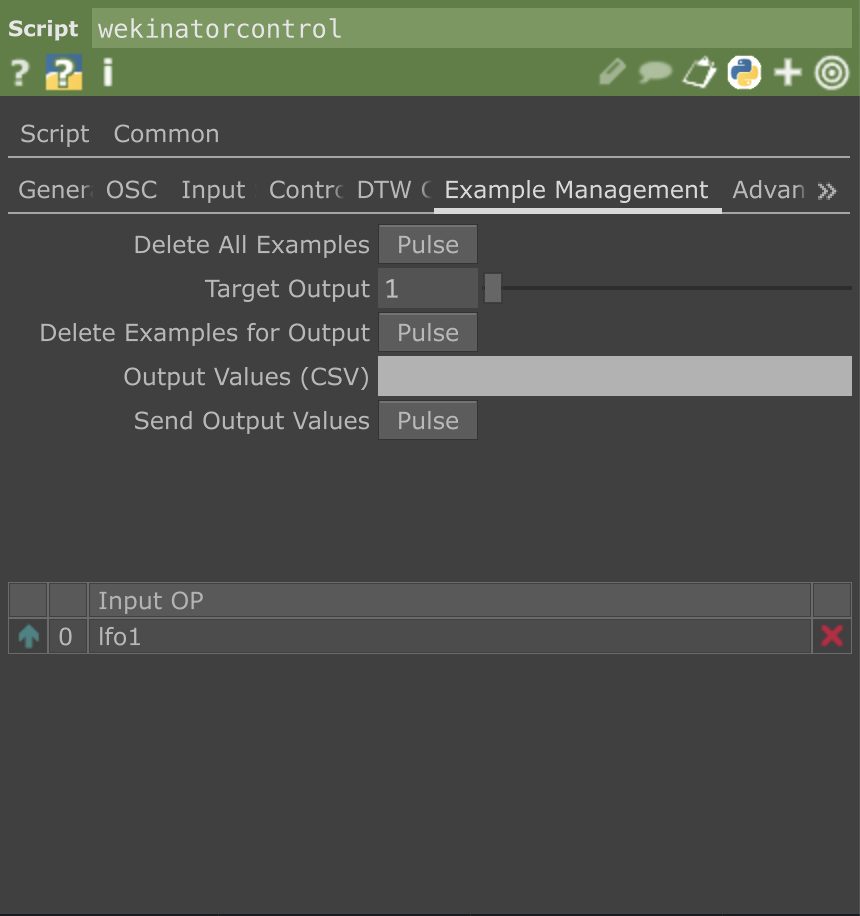 Script wekinatorcontrol
? ? i
Script Common
Gener OSC Input Contro DTW Example Management Advan »
Delete All Examples Pulse
Target Output 1
Delete Examples for Output Pulse
Output Values (CSV)
Send Output Values Pulse
Input OP
0 lfo1